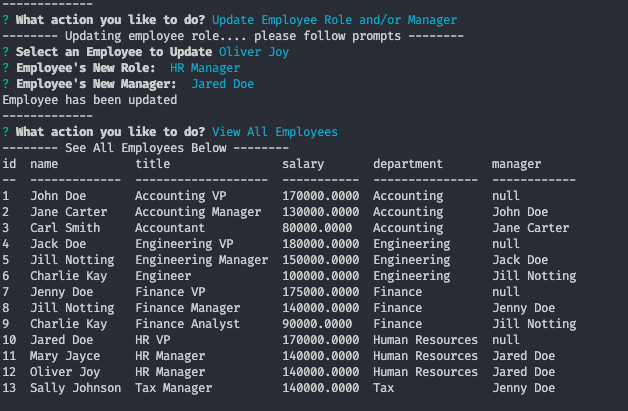 -------------
? What action you like to do? Update Employee Role and/or Manager
-------- Updating employee role.... please follow prompts --------
? Select an Employee to Update Oliver Joy
? Employee's New Role:  HR Manager
? Employee's New Manager:  Jared Doe
Employee has been updated
-------------
? What action you like to do? View All Employees
-------- See All Employees Below --------
id  name           title                salary       department       manager
--  -------------  -------------------  -----------  ---------------  ------------
1   John Doe       Accounting VP        170000.0000  Accounting       null
2   Jane Carter    Accounting Manager   130000.0000  Accounting       John Doe
3   Carl Smith     Accountant           80000.0000   Accounting       Jane Carter
4   Jack Doe       Engineering VP       180000.0000  Engineering      null
5   Jill Notting   Engineering Manager  150000.0000  Engineering      Jack Doe
6   Charlie Kay    Engineer             100000.0000  Engineering      Jill Notting
7   Jenny Doe      Finance VP           175000.0000  Finance          null
8   Jill Notting   Finance Manager      140000.0000  Finance          Jenny Doe
9   Charlie Kay    Finance Analyst      90000.0000   Finance          Jill Notting
10  Jared Doe      HR VP                170000.0000  Human Resources  null
11  Mary Jayce     HR Manager           140000.0000  Human Resources  Jared Doe
12  Oliver Joy     HR Manager           140000.0000  Human Resources  Jared Doe
13  Sally Johnson  Tax Manager          140000.0000  Tax              Jenny Doe